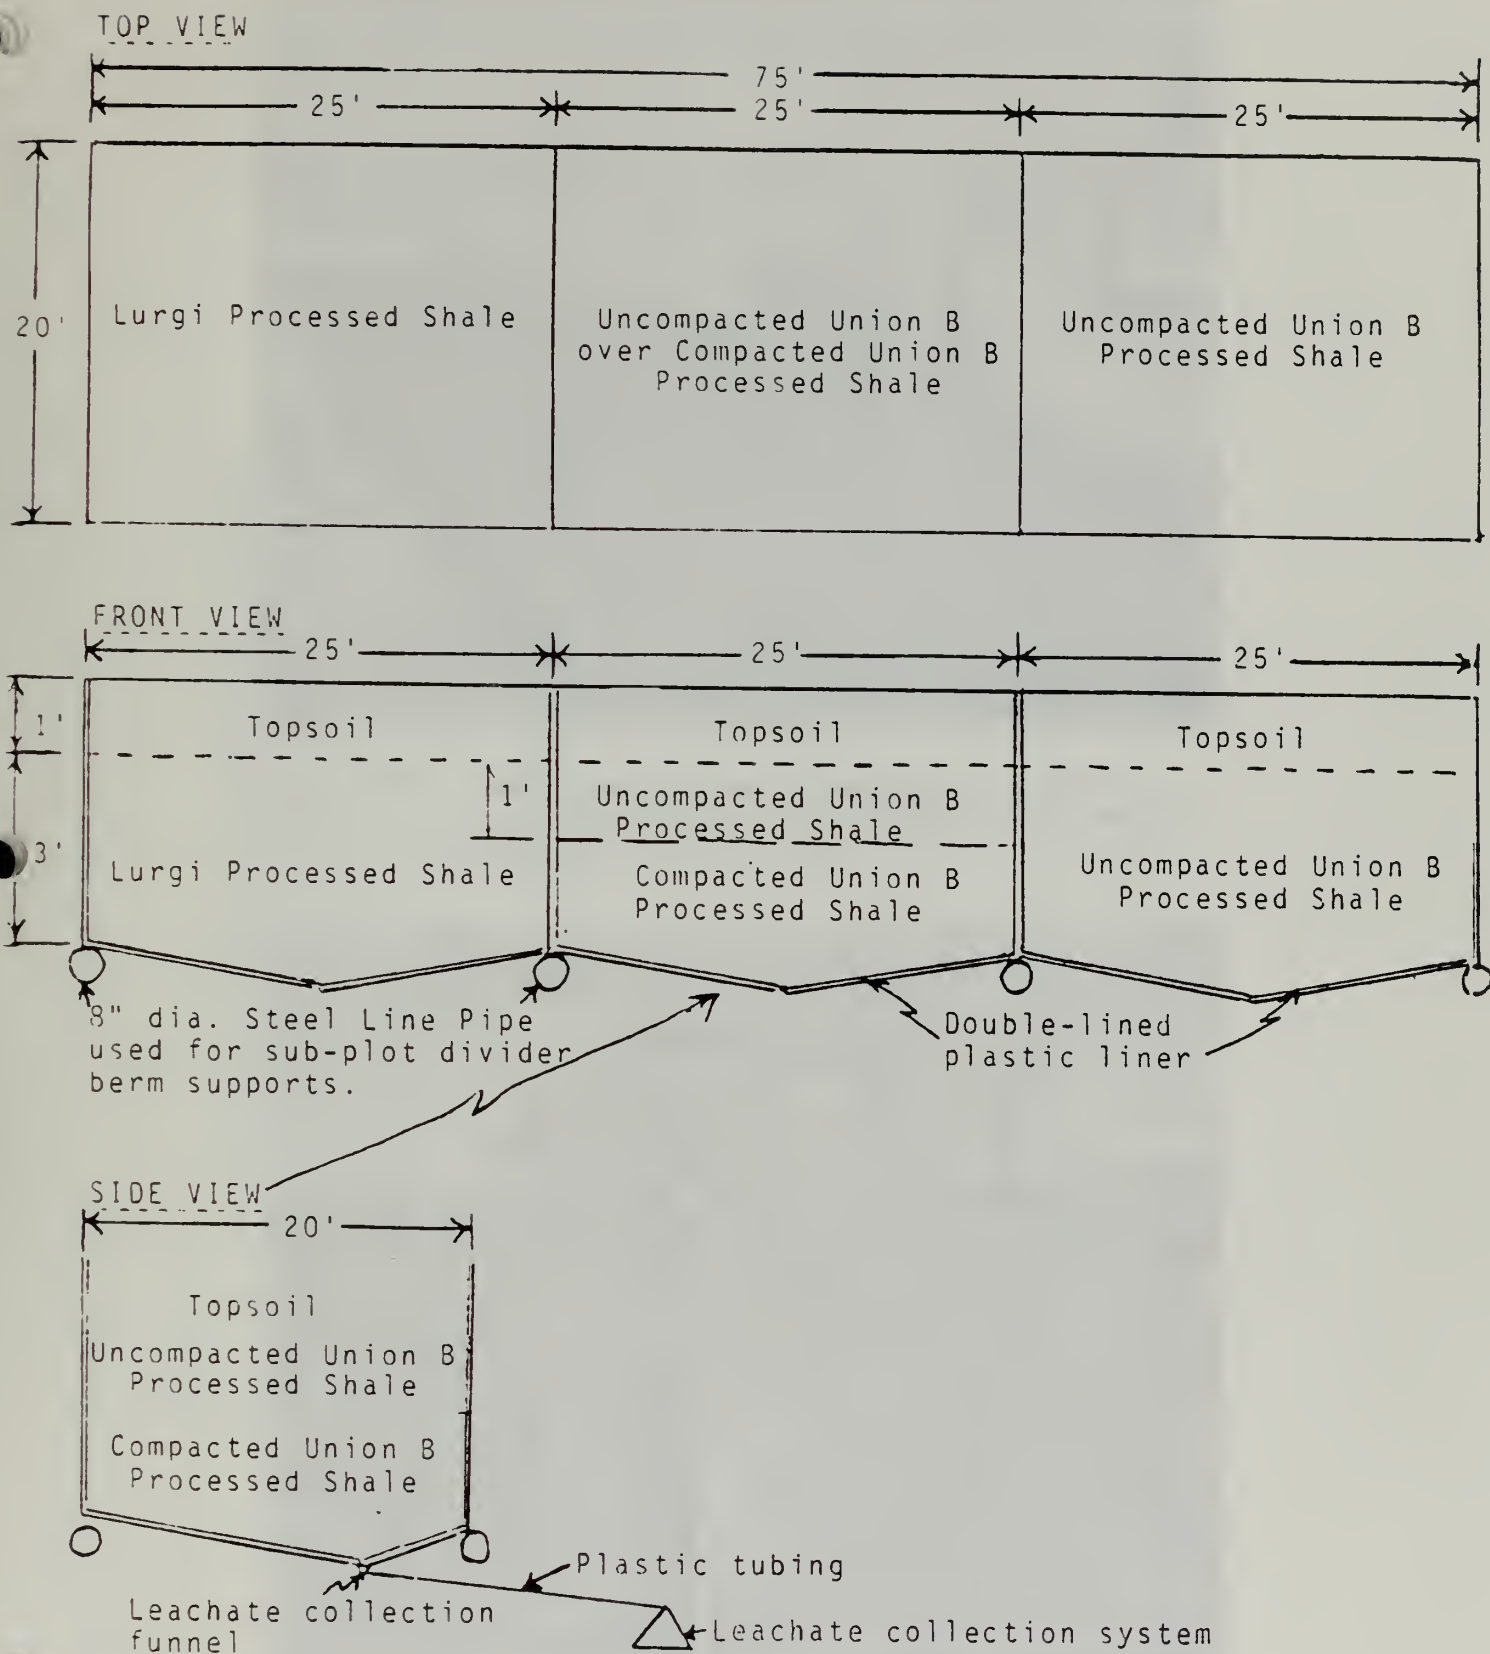 TOP VIEW
75'
25'
25'
25'
20'
Lurgi Processed Shale
Uncompacted Union B
over Compacted Union B
Processed Shale
Uncompacted Union B
Processed Shale
FRONT VIEW
25'
25'
25'
1'
Topsoil
Topsoil
Topsoil
1'
Uncompacted Union B
Processed Shale
3'
Lurgi Processed Shale
Compacted Union B
Processed Shale
Uncompacted Union B
Processed Shale
8" dia. Steel Line Pipe
used for sub-plot divider
berm supports.
Double-lined
plastic liner
SIDE VIEW
20'
Topsoil
Uncompacted Union B
Processed Shale
Compacted Union B
Processed Shale
Plastic tubing
Leachate collection
funnel
Leachate collection system